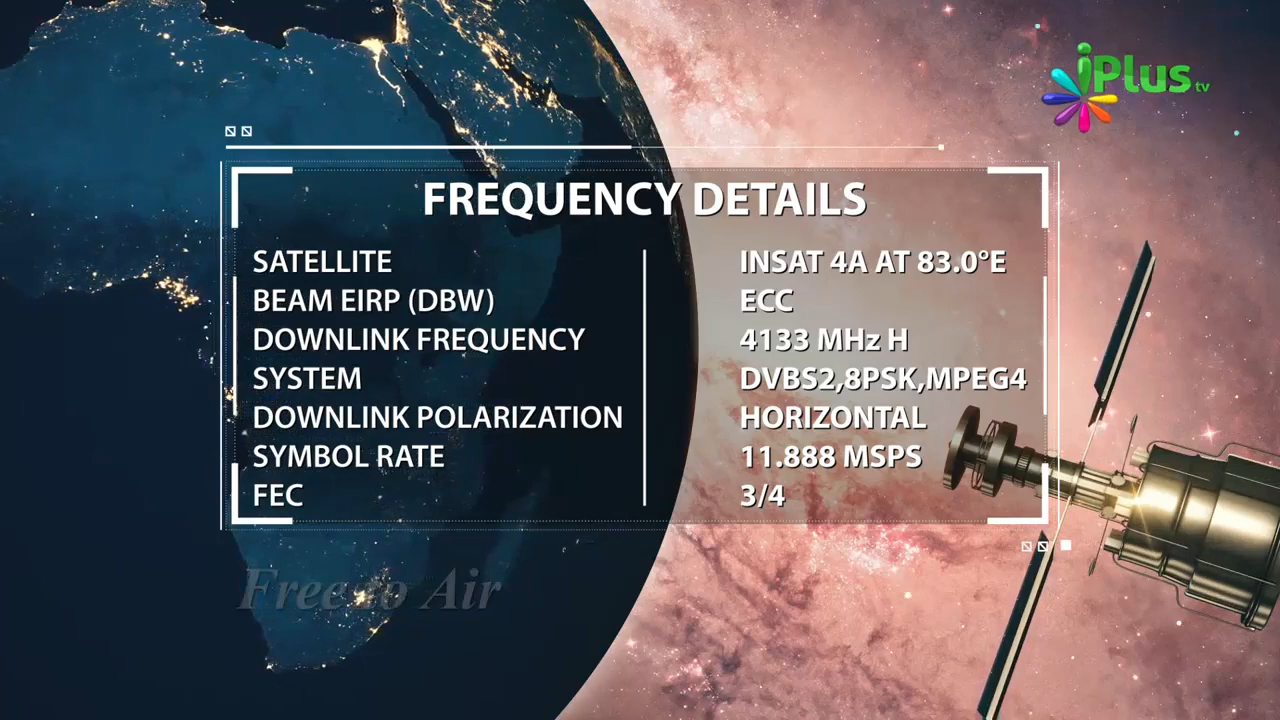 iPlus tv
FREQUENCY DETAILS
SATELLITE INSAT 4A AT 83.0°E
BEAM EIRP (DBW) ECC
DOWNLINK FREQUENCY 4133 MHz H
SYSTEM DVBS2,8PSK,MPEG4
DOWNLINK POLARIZATION HORIZONTAL
SYMBOL RATE 11.888 MSPS
FEC 3/4
Free to Air